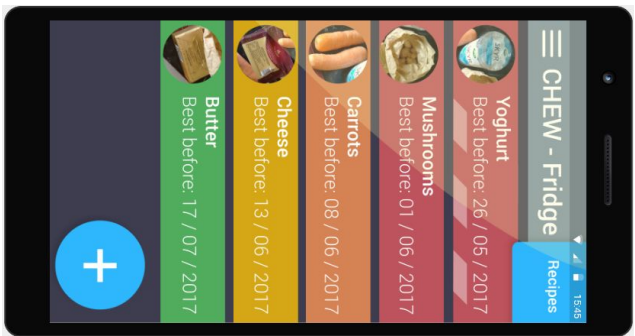 15:45
CHEW - Fridge
Recipes
Yoghurt
Best before: 26 / 05 / 2017
Mushrooms
Best before: 01 / 06 / 2017
Carrots
Best before: 08 / 06 / 2017
Cheese
Best before: 13 / 06 / 2017
Butter
Best before: 17 / 07 / 2017
+